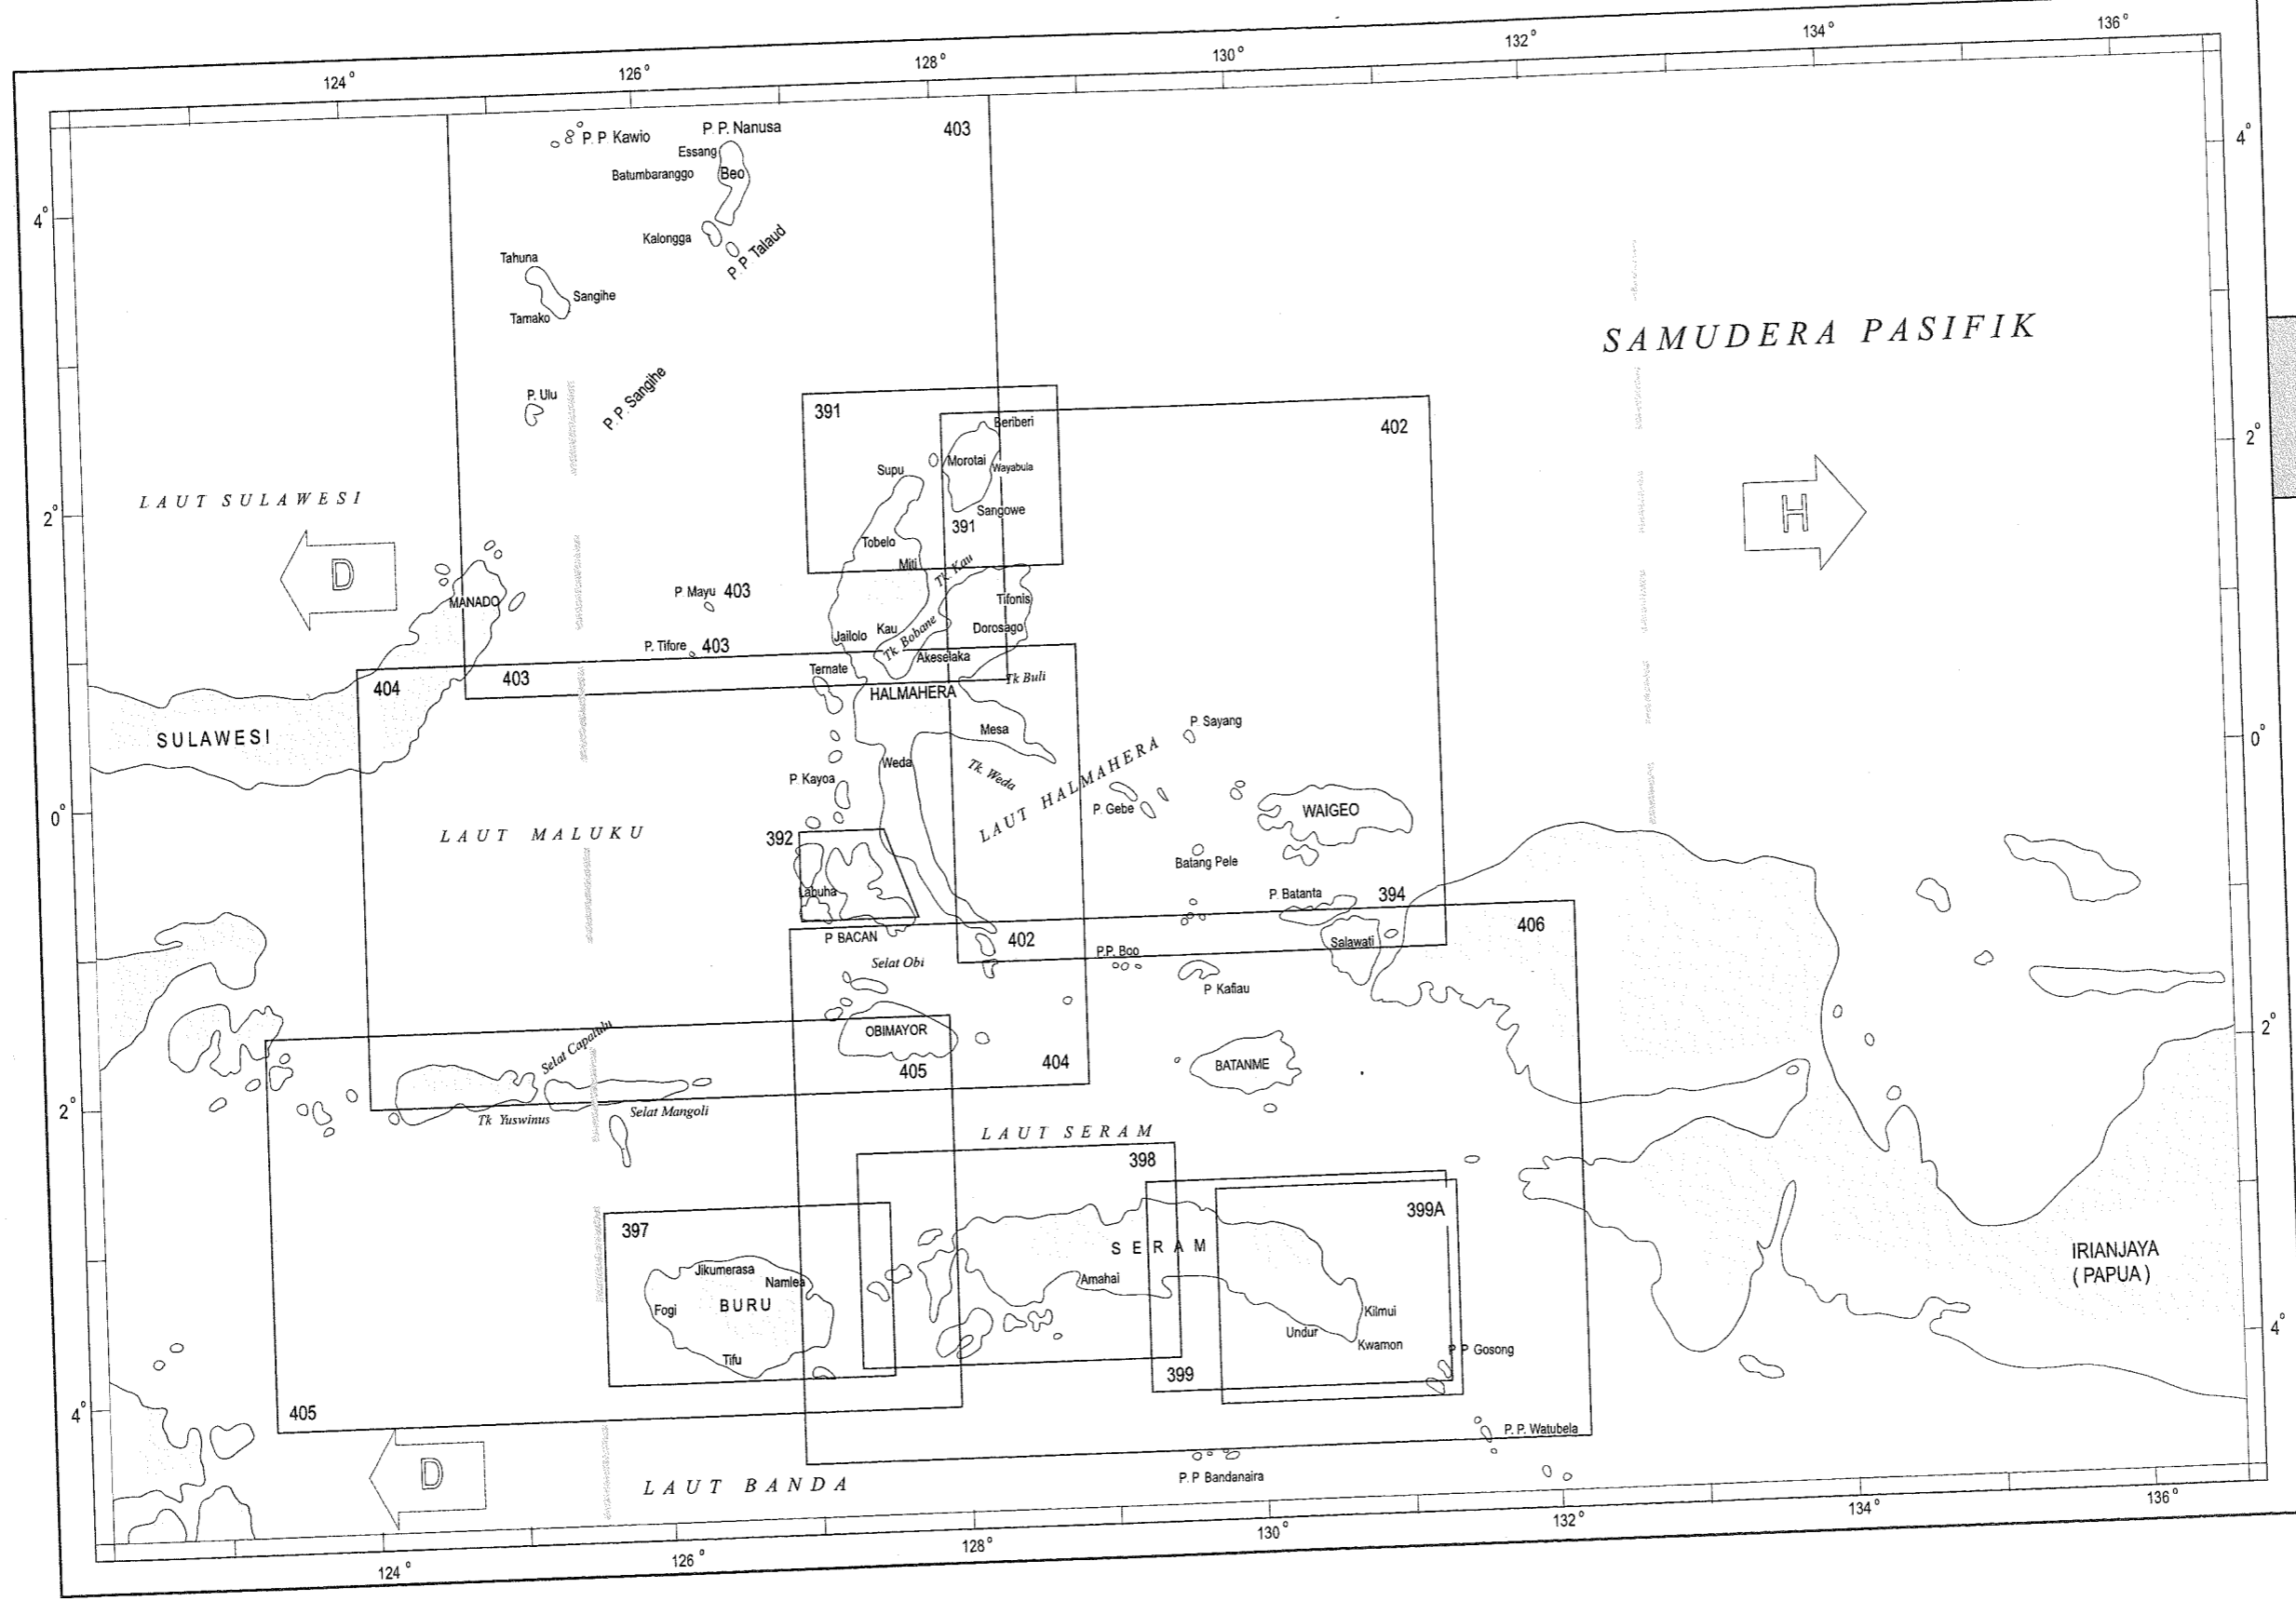 124°
126°
128°
130°
132°
134°
136°
4°
2°
0°
2°
4°
4°
2°
0°
2°
4°
P. P. Kawio
P. P. Nanusa
403
Essang
Batumbaranggo
Beo
Kalongga
P. P. Talaud
Tahuna
Sangihe
Tamako
P. Ulu
P. P. Sangihe
SAMUDERA PASIFIK
391
402
Beriberi
Morotai
Wayabula
Supu
Sangowe
391
LAUT SULAWESI
H
D
Tobelo
Miti
Tk. Kau
MANADO
P. Mayu 403
Tifonis
Jailolo
Kau
Tk. Bobane
Dorosago
P. Tifore 403
Akeselaka
Ternate
404
403
HALMAHERA
Tk Buli
SULAWESI
Mesa
P. Sayang
Weda
Tk. Weda
LAUT HALMAHERA
P. Kayoa
P. Gebe
WAIGEO
LAUT MALUKU
392
Batang Pele
Labuha
P. Batanta
394
406
P BACAN
402
Salawati
P.P. Boo
Selat Obi
P. Kafiau
OBIMAYOR
Selat Capalulu
405
404
BATANME
Tk Yuswinus
Selat Mangoli
LAUT SERAM
398
397
399A
SERAM
Jikumerasa
Namlea
Amahai
IRIANJAYA
(PAPUA)
Fogi
BURU
Kilmui
Undur
Kwamon
Tifu
P P Gosong
399
405
P. P. Watubela
D
LAUT BANDA
P. P Bandanaira
124°
126°
128°
130°
132°
134°
136°